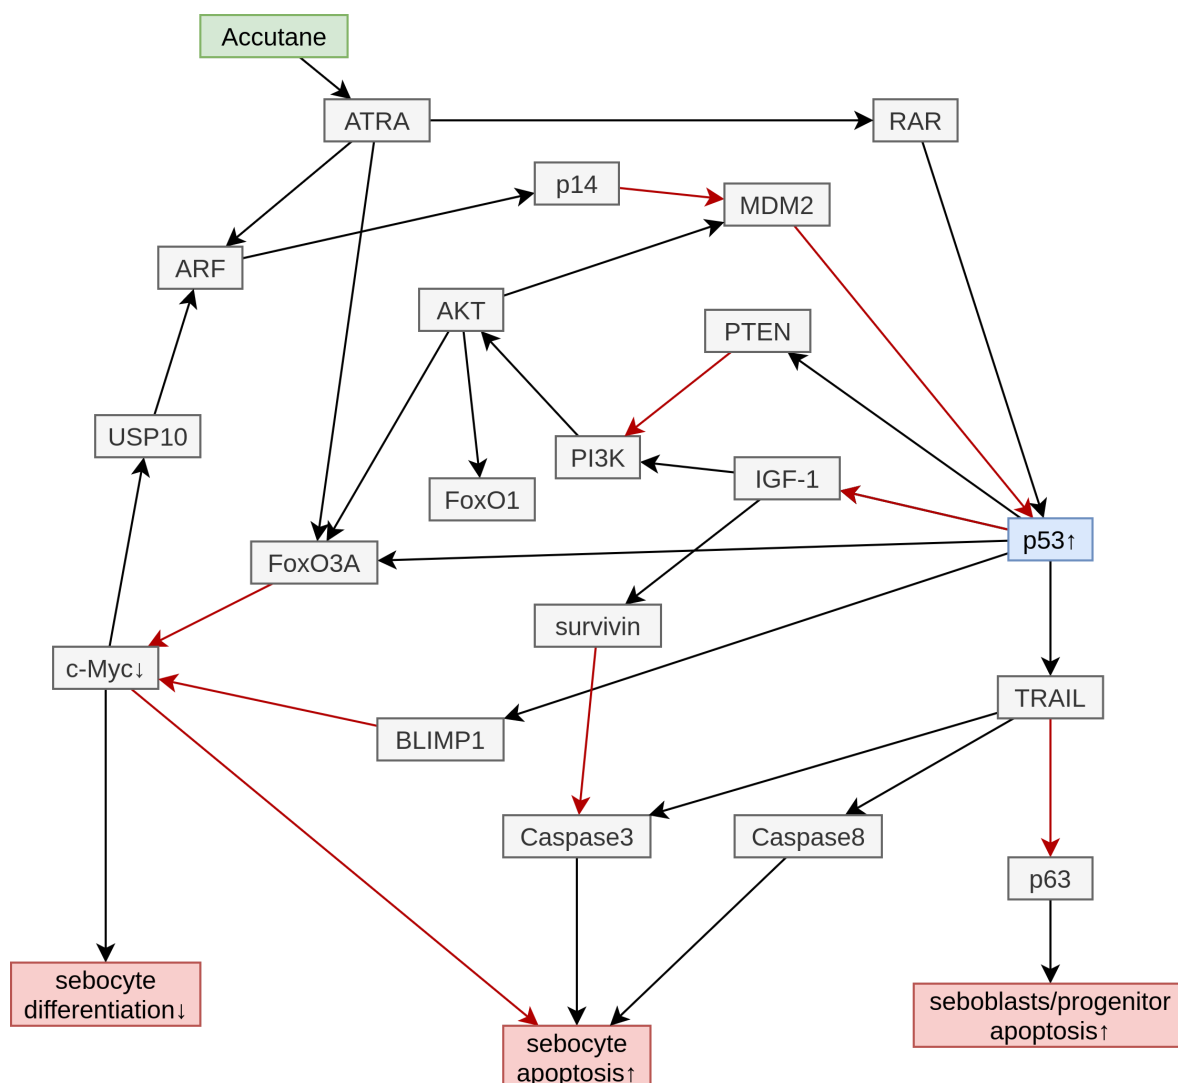 Accutane
ATRA
RAR
p14
MDM2
ARF
AKT
PTEN
USP10
PI3K
IGF-1
FoxO1
p53↑
FoxO3A
survivin
c-Myc↓
TRAIL
BLIMP1
Caspase3
Caspase8
p63
sebocyte
differentiation↓
seboblasts/progenitor
apoptosis↑
sebocyte
apoptosis↑